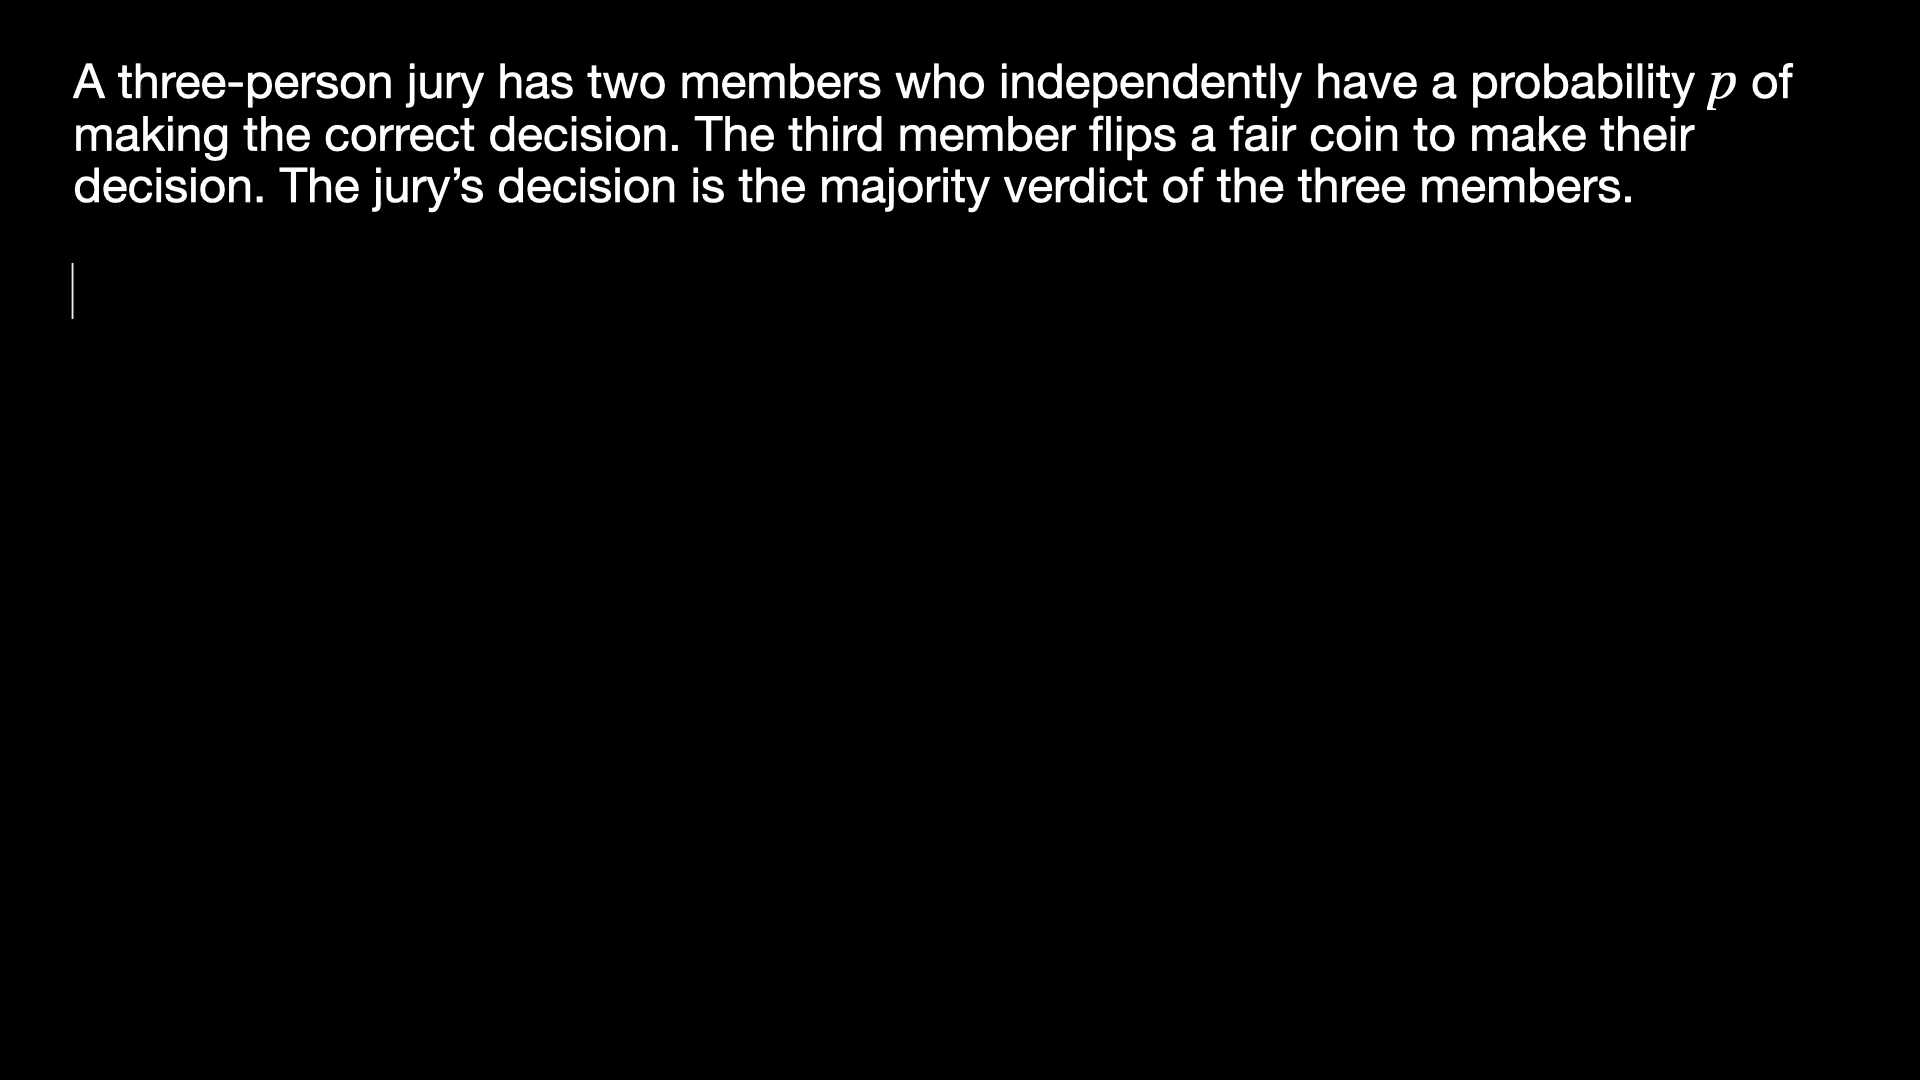 A three-person jury has two members who independently have a probability p of
making the correct decision. The third member flips a fair coin to make their
decision. The jury’s decision is the majority verdict of the three members.